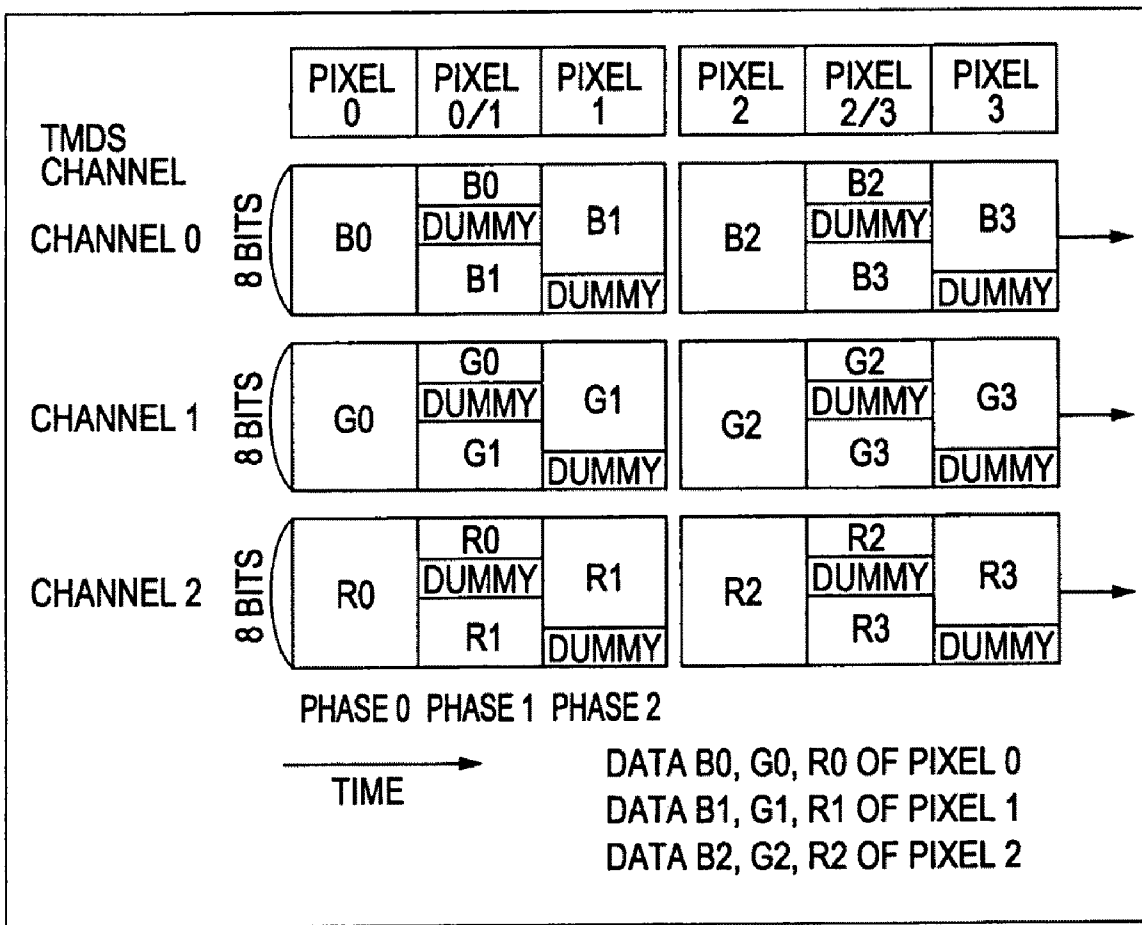 PIXEL 0 PIXEL 0/1 PIXEL 1 PIXEL 2 PIXEL 2/3 PIXEL 3
TMDS
CHANNEL
CHANNEL 0
8 BITS
B0
B0
DUMMY
B1
B1
DUMMY
B2
B2
DUMMY
B3
B3
DUMMY
CHANNEL 1
8 BITS
G0
G0
DUMMY
G1
G1
DUMMY
G2
G2
DUMMY
G3
G3
DUMMY
CHANNEL 2
8 BITS
R0
R0
DUMMY
R1
R1
DUMMY
R2
R2
DUMMY
R3
R3
DUMMY
PHASE 0 PHASE 1 PHASE 2
TIME
DATA B0, G0, R0 OF PIXEL 0
DATA B1, G1, R1 OF PIXEL 1
DATA B2, G2, R2 OF PIXEL 2